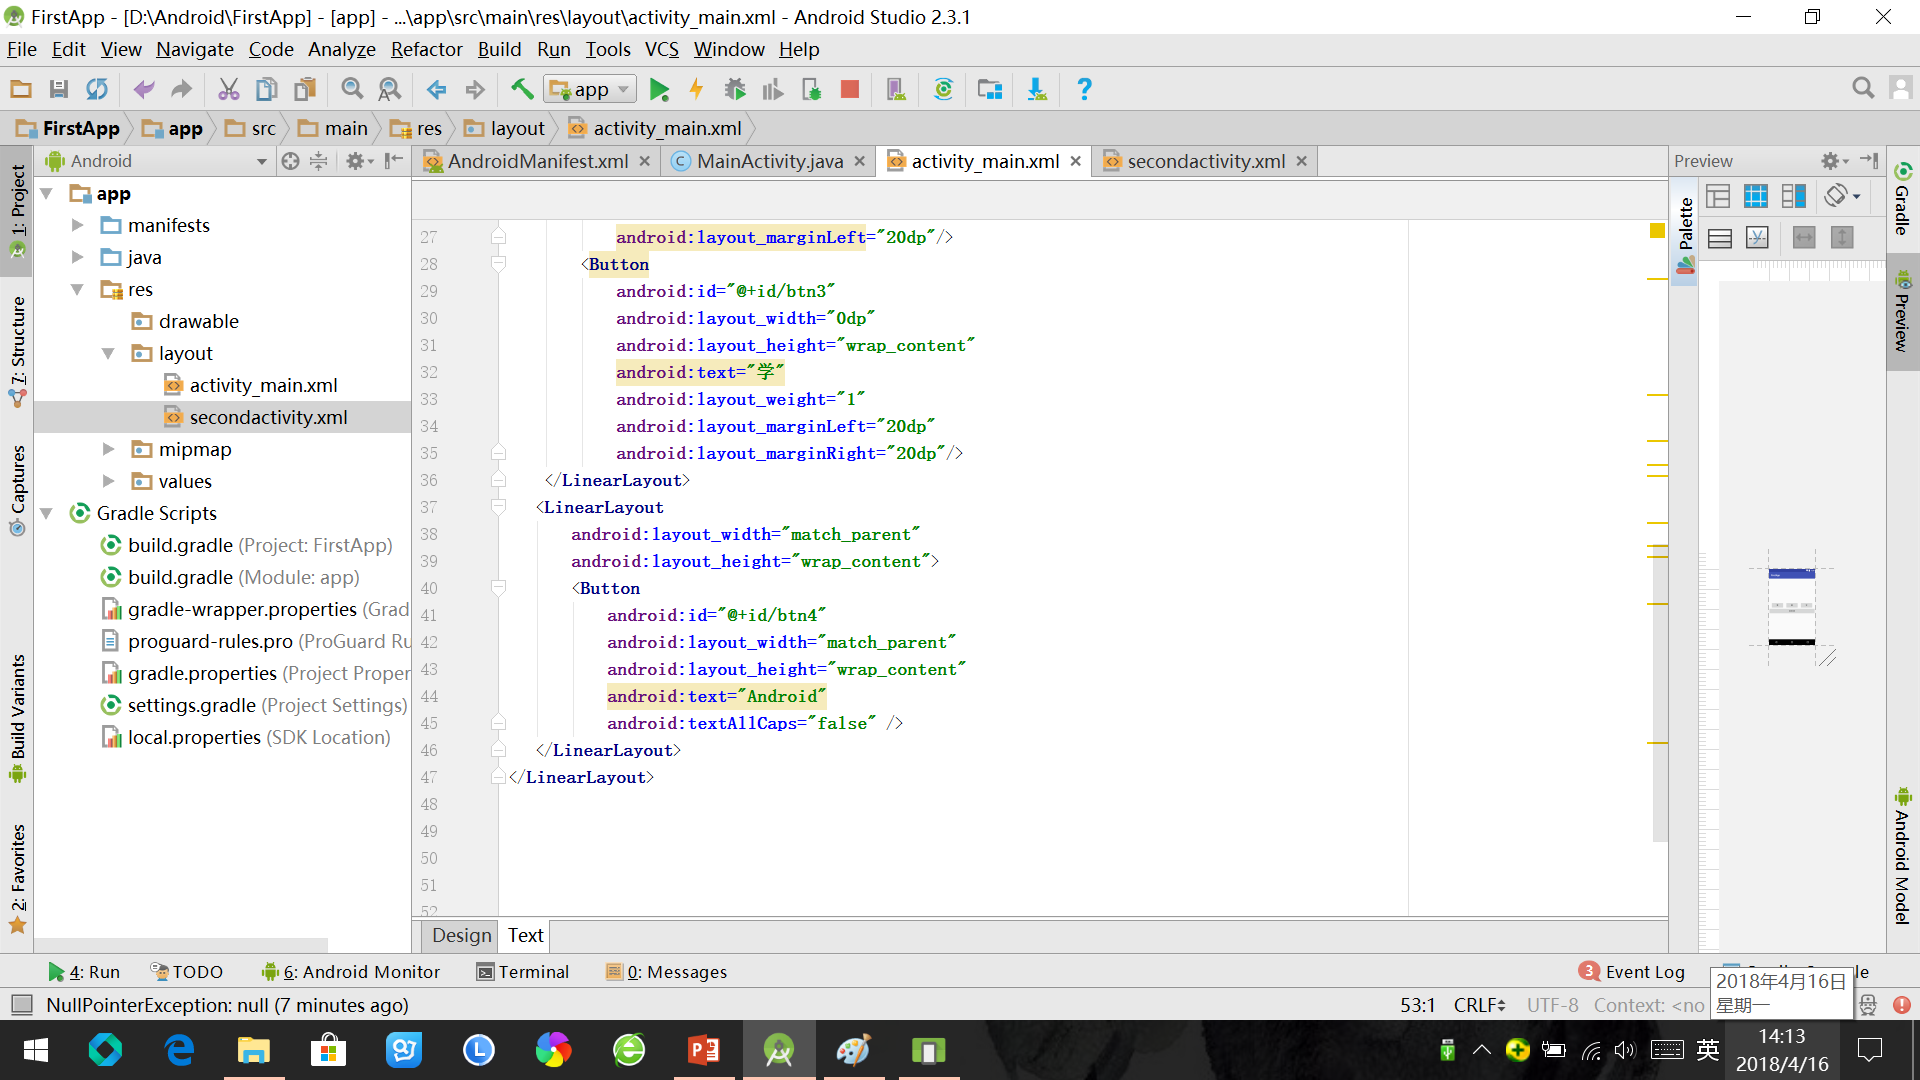 FirstApp - [D:\Android\FirstApp] - [app] - ...\app\src\main\res\layout\activity_main.xml - Android Studio 2.3.1
File Edit View Navigate Code Analyze Refactor Build Run Tools VCS Window Help
app
FirstApp app src main res layout activity_main.xml
Android
AndroidManifest.xml MainActivity.java activity_main.xml secondactivity.xml
Preview
1: Project
7: Structure
Captures
Build Variants
2: Favorites
app
manifests
java
res
drawable
layout
activity_main.xml
secondactivity.xml
mipmap
values
Gradle Scripts
build.gradle (Project: FirstApp)
build.gradle (Module: app)
gradle-wrapper.properties (Grad
proguard-rules.pro (ProGuard Ru
gradle.properties (Project Proper
settings.gradle (Project Settings)
local.properties (SDK Location)
27 android:layout_marginLeft="20dp"/>
28 <Button
29 android:id="@+id/btn3"
30 android:layout_width="0dp"
31 android:layout_height="wrap_content"
32 android:text="学"
33 android:layout_weight="1"
34 android:layout_marginLeft="20dp"
35 android:layout_marginRight="20dp"/>
36 </LinearLayout>
37 <LinearLayout
38 android:layout_width="match_parent"
39 android:layout_height="wrap_content">
40 <Button
41 android:id="@+id/btn4"
42 android:layout_width="match_parent"
43 android:layout_height="wrap_content"
44 android:text="Android"
45 android:textAllCaps="false" />
46 </LinearLayout>
47 </LinearLayout>
48
49
50
51
52
Design Text
Palette
Gradle
Preview
Android Model
4: Run TODO 6: Android Monitor Terminal 0: Messages
3 Event Log
2018年4月16日
星期一
NullPointerException: null (7 minutes ago)
53:1 CRLF UTF-8 Context: <no
英
14:13
2018/4/16